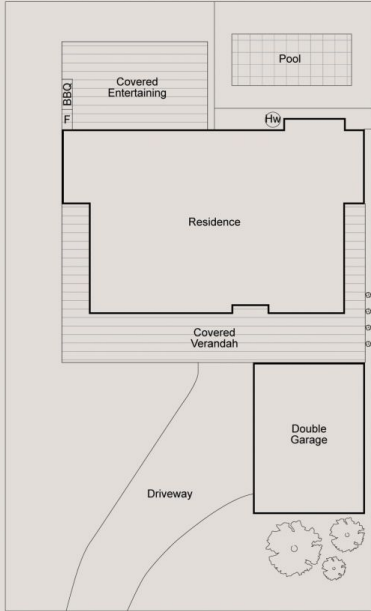 Pool
Covered
Entertaining
BBQ
F
Hw
Residence
Covered
Verandah
Double
Garage
Driveway